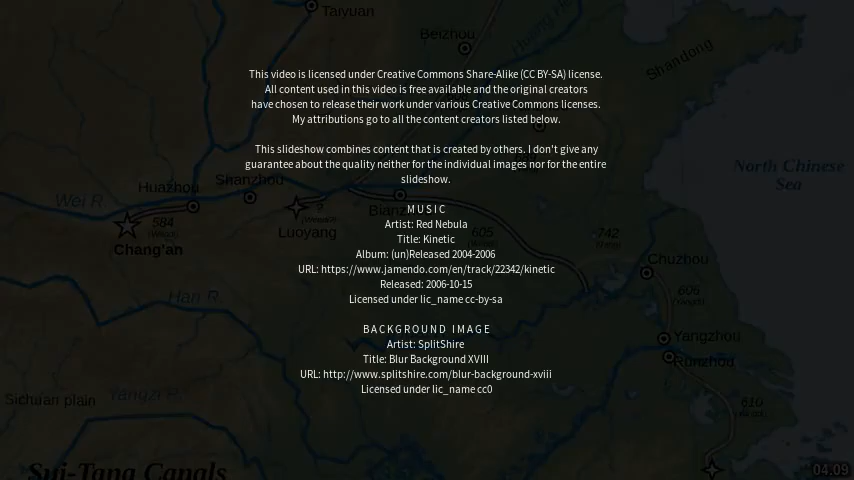 Taiyuan
Beizhou
Shandong
This video is licensed under Creative Commons Share-Alike (CC BY-SA) license.
All content used in this video is free available and the original creators
have chosen to release their work under various Creative Commons licenses.
My attributions go to all the content creators listed below.
This slideshow combines content that is created by others. I don't give any
guarantee about the quality neither for the individual images nor for the entire
slideshow.
North Chinese
Sea
Huazhou
Shanzhou
Wei R.
584
Chang'an
?
Luoyang
MUSIC
Artist: Red Nebula
Title: Kinetic
Album: (un)Released 2004-2006
URL: https://www.jamendo.com/en/track/22342/kinetic
Released: 2006-10-15
Licensed under lic_name cc-by-sa
605
742
Chuzhou
Han R.
606
BACKGROUND IMAGE
Artist: SplitShire
Title: Blur Background XVIII
URL: http://www.splitshire.com/blur-background-xviii
Licensed under lic_name cc0
Yangzhou
Runzhou
Sichuan plain
Yangzi R.
610
Sui-Tang Canals
04:09